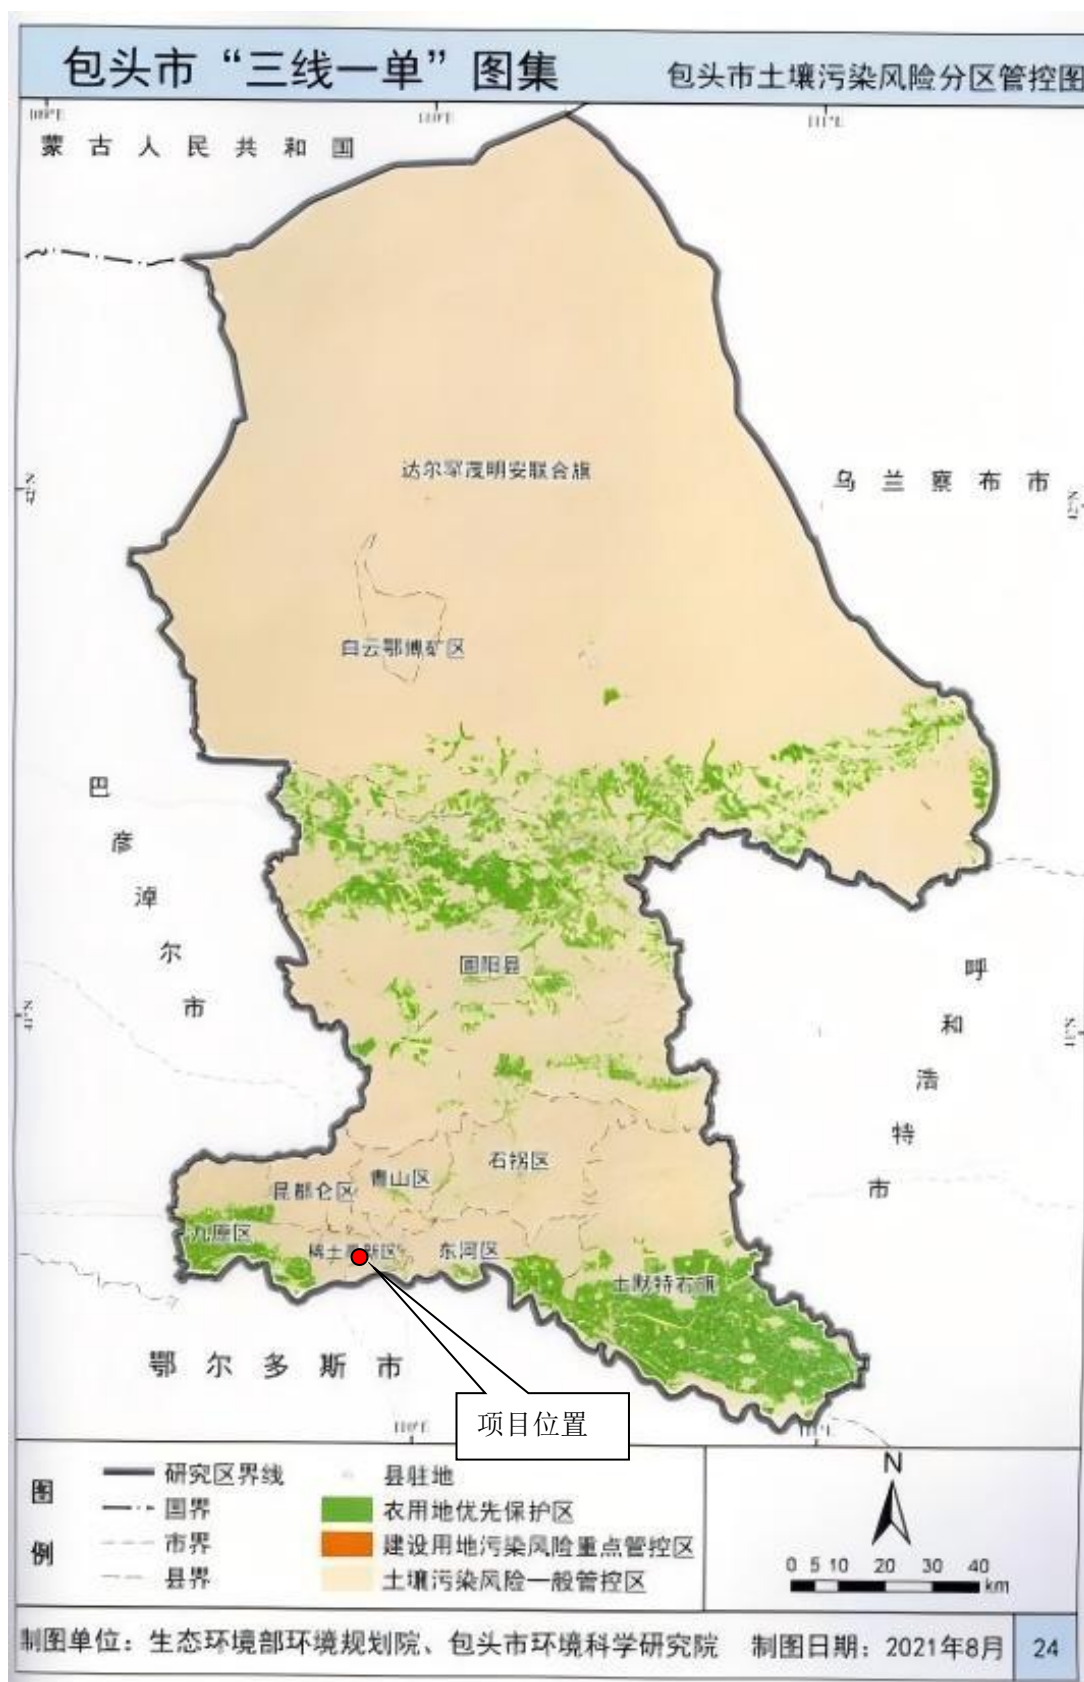 包头市“三线一单”图集
包头市土壤污染风险分区管控图
109°E
110°E
111°E
蒙古人民共和国
达尔罕茂明安联合旗
乌兰察布市
白云鄂博矿区
巴彦淖尔市
固阳县
呼和浩特市
石拐区
青山区
昆都仑区
九原区
稀土高新区
东河区
土默特右旗
鄂尔多斯市
项目位置
110°E
图例
研究区界线
国界
市界
县界
县驻地
农用地优先保护区
建设用地污染风险重点管控区
土壤污染风险一般管控区
N
0 5 10 20 30 40
km
制图单位：生态环境部环境规划院、包头市环境科学研究院 制图日期：2021年8月 24